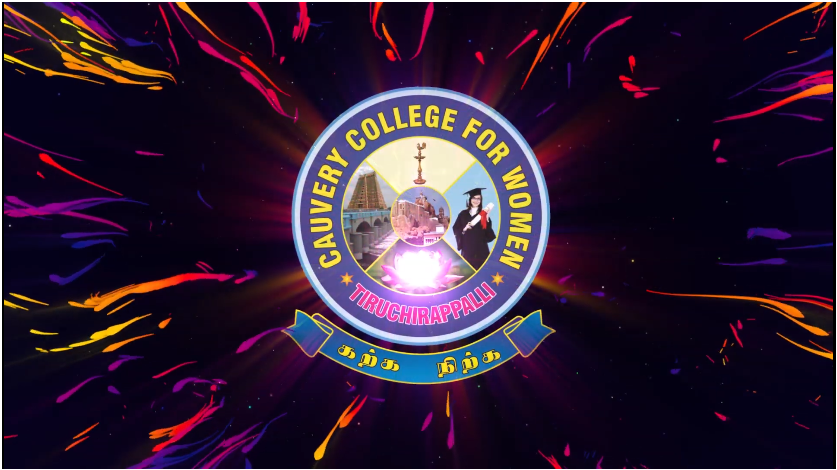 CAUVERY COLLEGE FOR WOMEN
TIRUCHIRAPPALLI
கற்க நிற்க